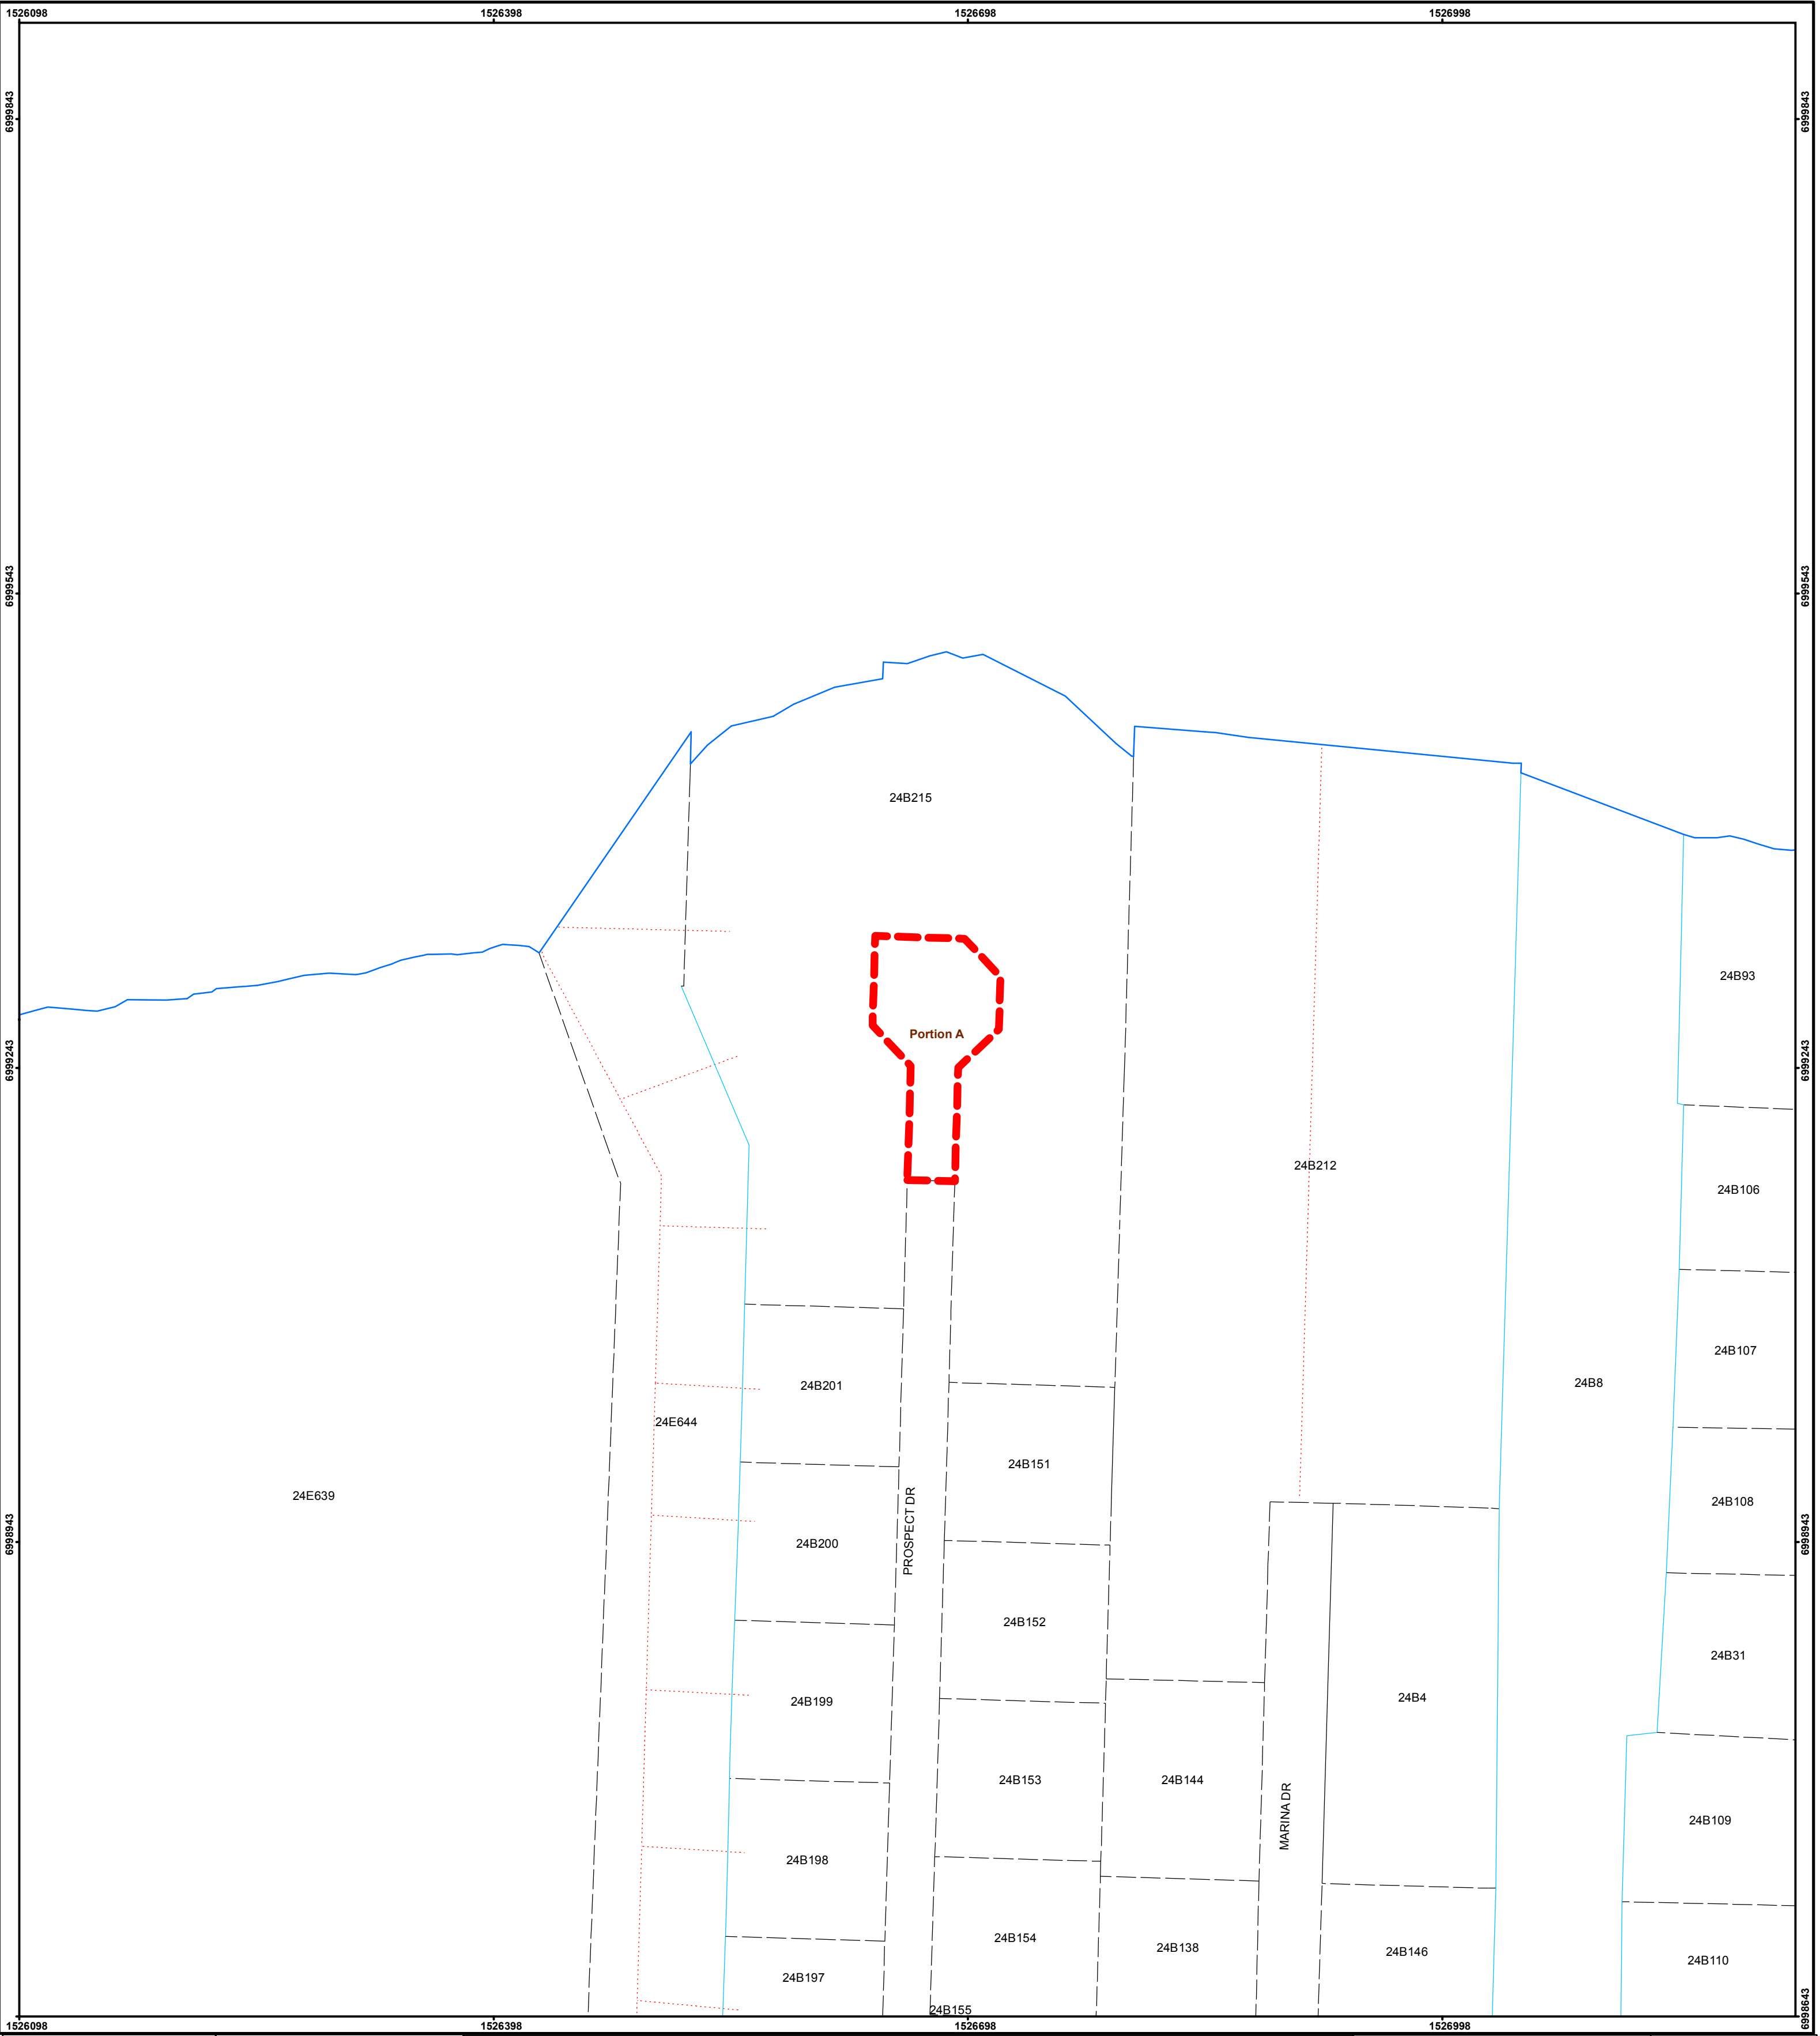 1526098
1526398
1526698
1526998
6999843
6999843
6999543
6999543
24B215
24B93
Portion A
6999243
6999243
24B212
24B106
24B107
24B201
24B8
24E644
24B151
24E639
24B108
PROSPECT DR
24B200
6998943
6998943
24B152
24B31
24B199
24B4
24B153
24B144
MARINA DR
24B109
24B198
24B154
24B138
24B146
24B110
24B197
24B155
6998643
1526098
1526398
1526698
1526998